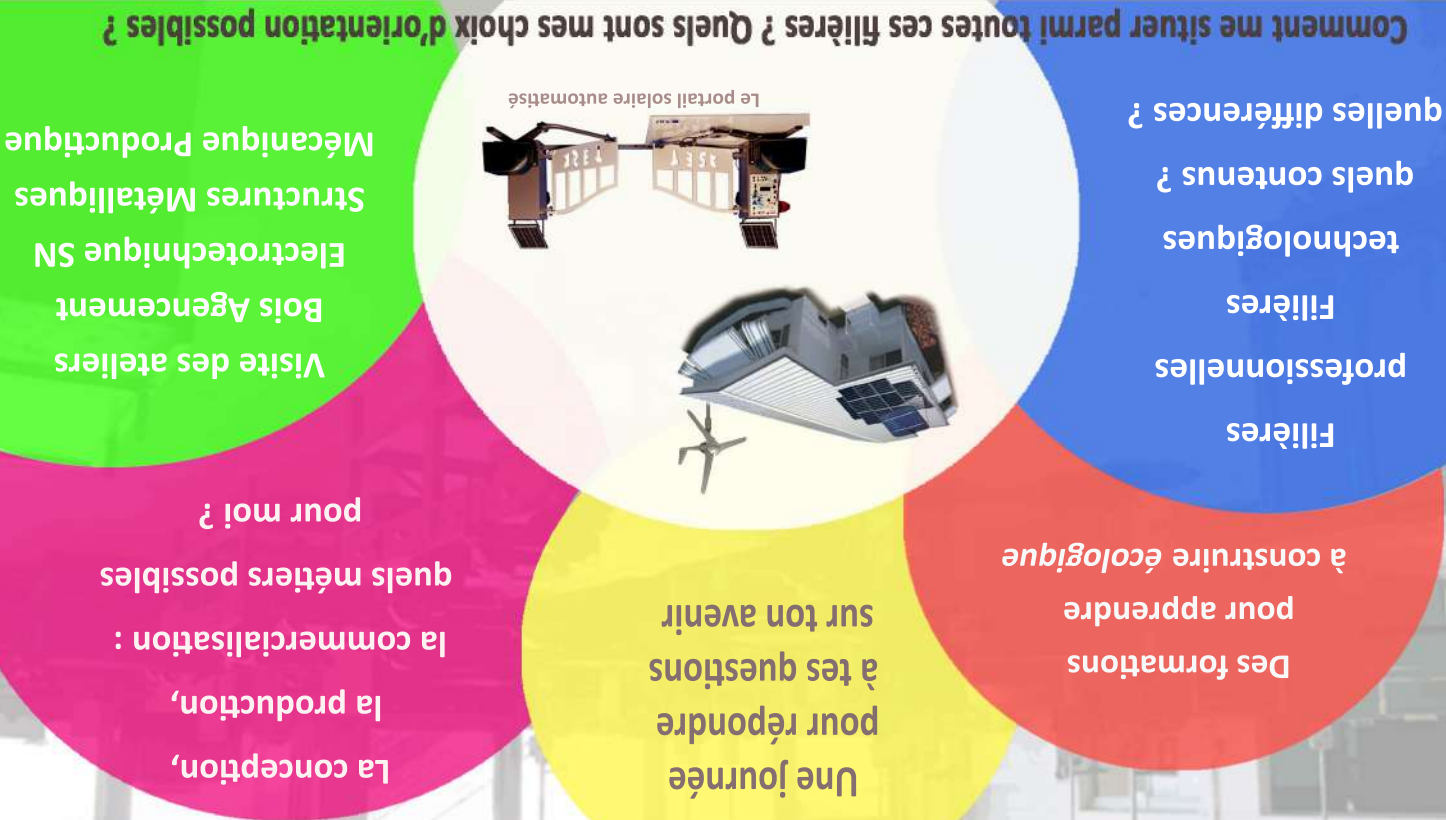 La conception,
la production,
la commercialisation :
quels métiers possibles
pour moi ?
Une journée
pour répondre
à tes questions
sur ton avenir
Des formations
pour apprendre
à construire écologique
Filières
professionnelles
Filières
technologiques
quels contenus ?
quelles différences ?
Visite des ateliers
Bois Agencement
Electrotechnique SN
Structures Métalliques
Mécanique Productique
Le portail solaire automatisé
Comment me situer parmi toutes ces filières ? Quels sont mes choix d'orientation possibles ?